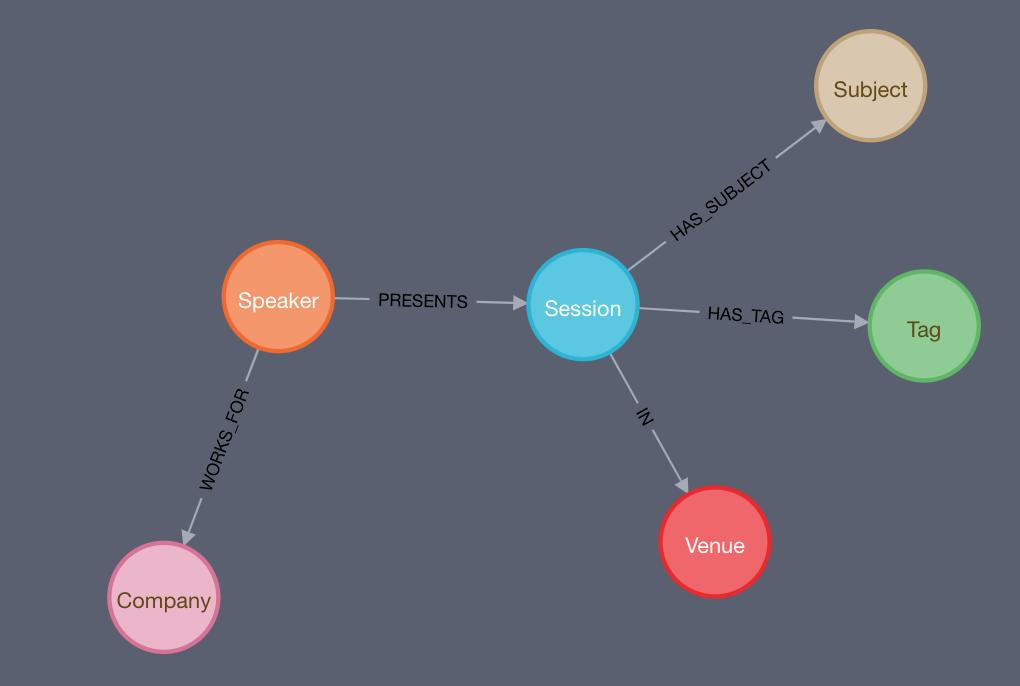 Subject
HAS_SUBJECT
Speaker
PRESENTS
Session
HAS_TAG
Tag
WORKS_FOR
IN
Venue
Company